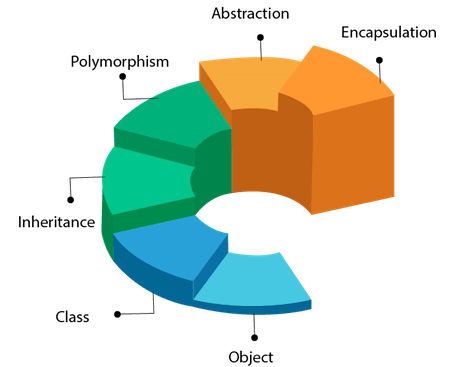 Abstraction
Encapsulation
Polymorphism
Inheritance
Class
Object